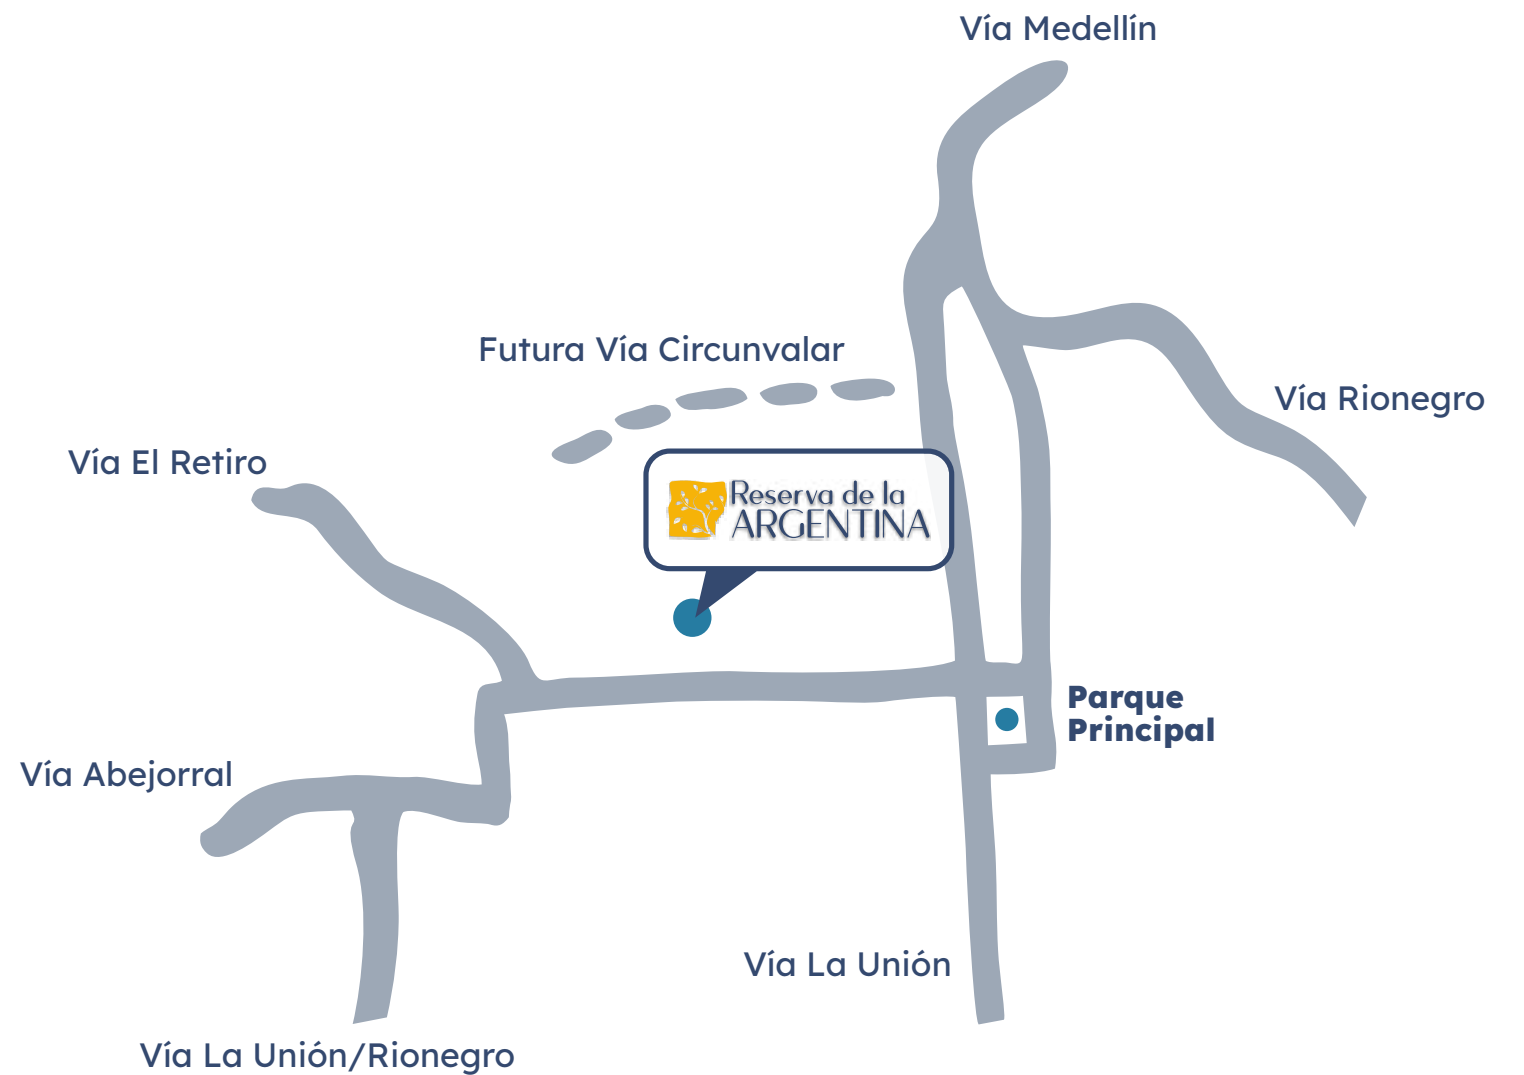 Vía Medellín
Futura Vía Circunvalar
Vía Rionegro
Vía El Retiro
Reserva de la
ARGENTINA
Parque
Principal
Vía Abejorral
Vía La Unión
Vía La Unión/Rionegro